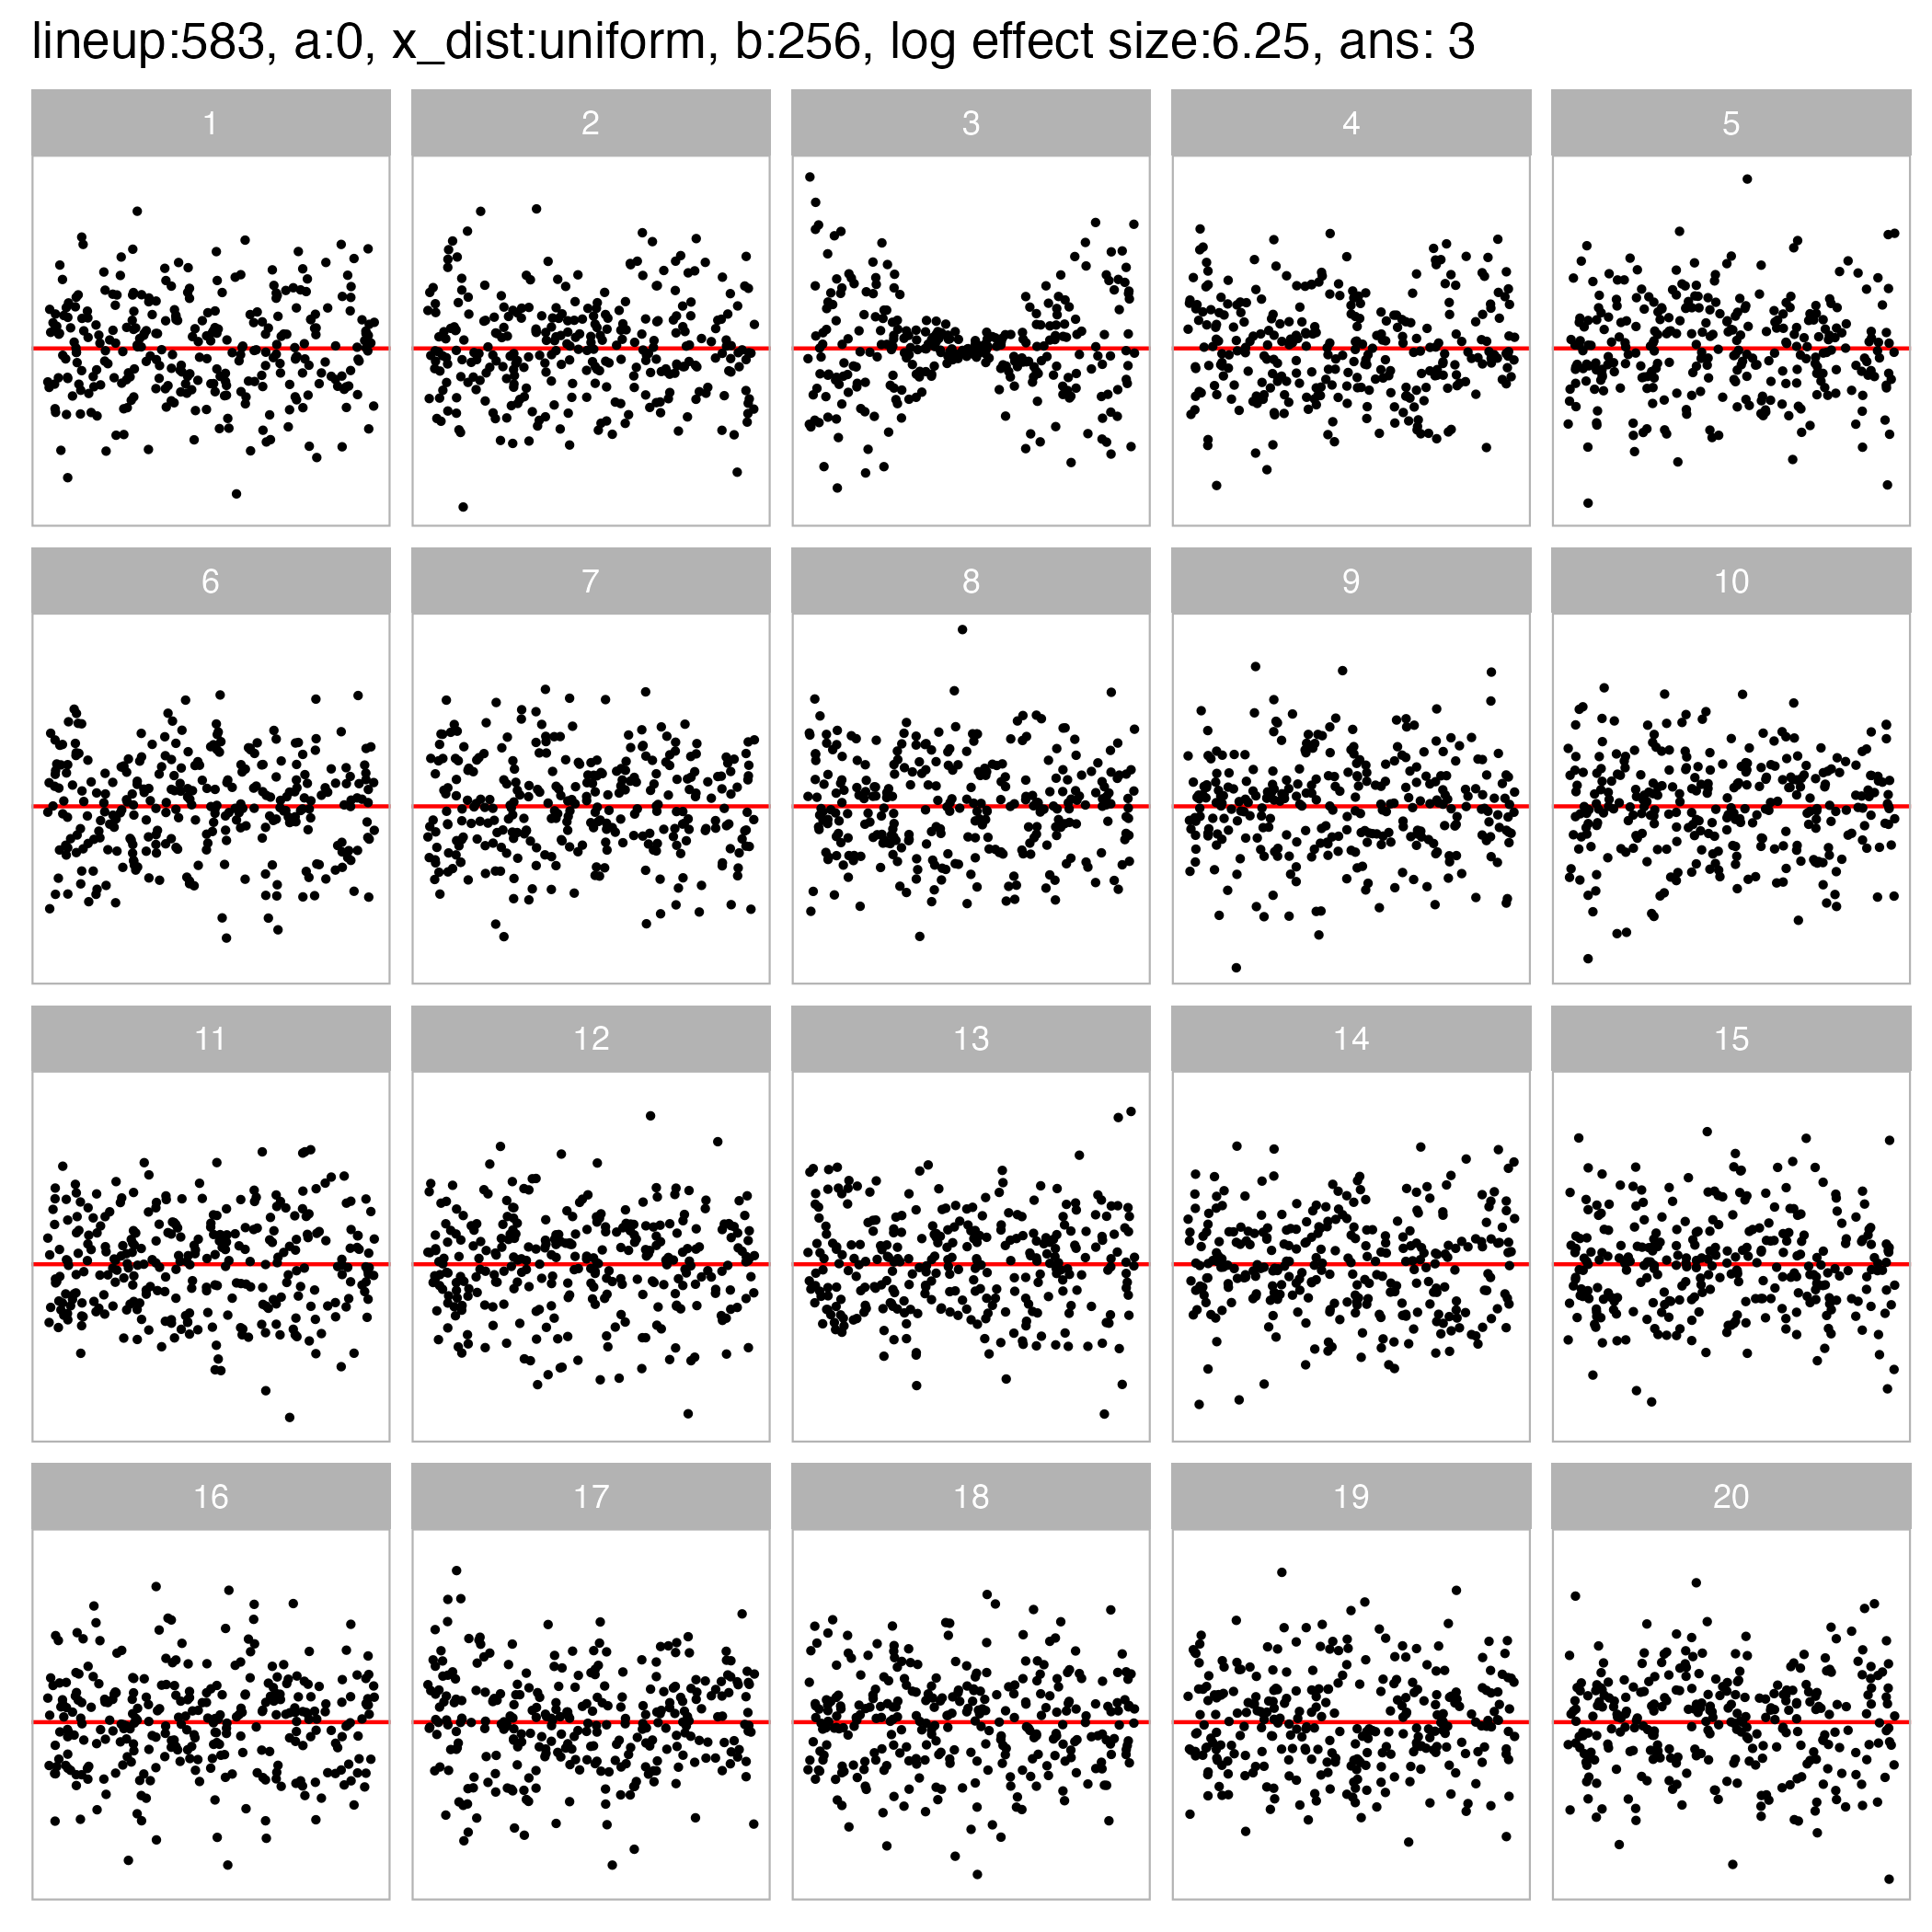 lineup:583, a:0, x_dist:uniform, b:256, log effect size:6.25, ans: 3
1 2 3 4 5
6 7 8 9 10
11 12 13 14 15
16 17 18 19 20